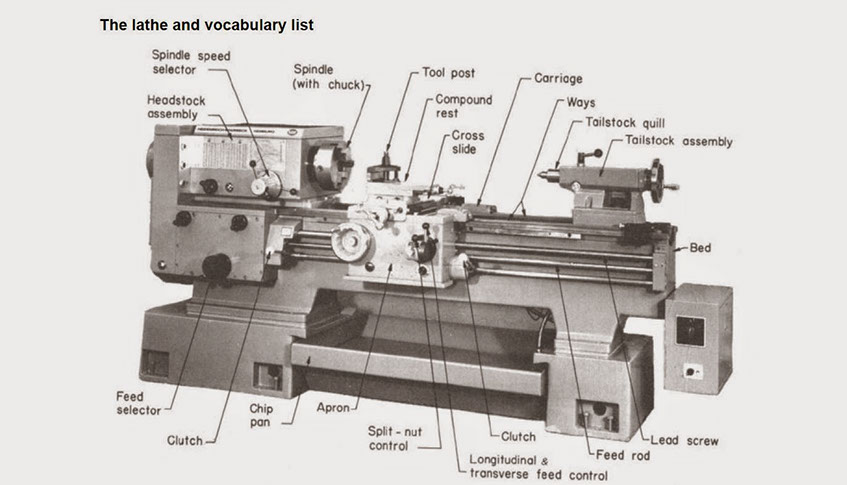 The lathe and vocabulary list
Spindle speed
selector
Spindle
(with chuck)
Tool post
Carriage
Headstock
assembly
Compound
rest
Ways
Cross
slide
Tailstock quill
Tailstock assembly
Bed
Feed
selector
Clutch
Chip
pan
Apron
Split-nut
control
Clutch
Longitudinal &
transverse feed control
Feed rod
Lead screw